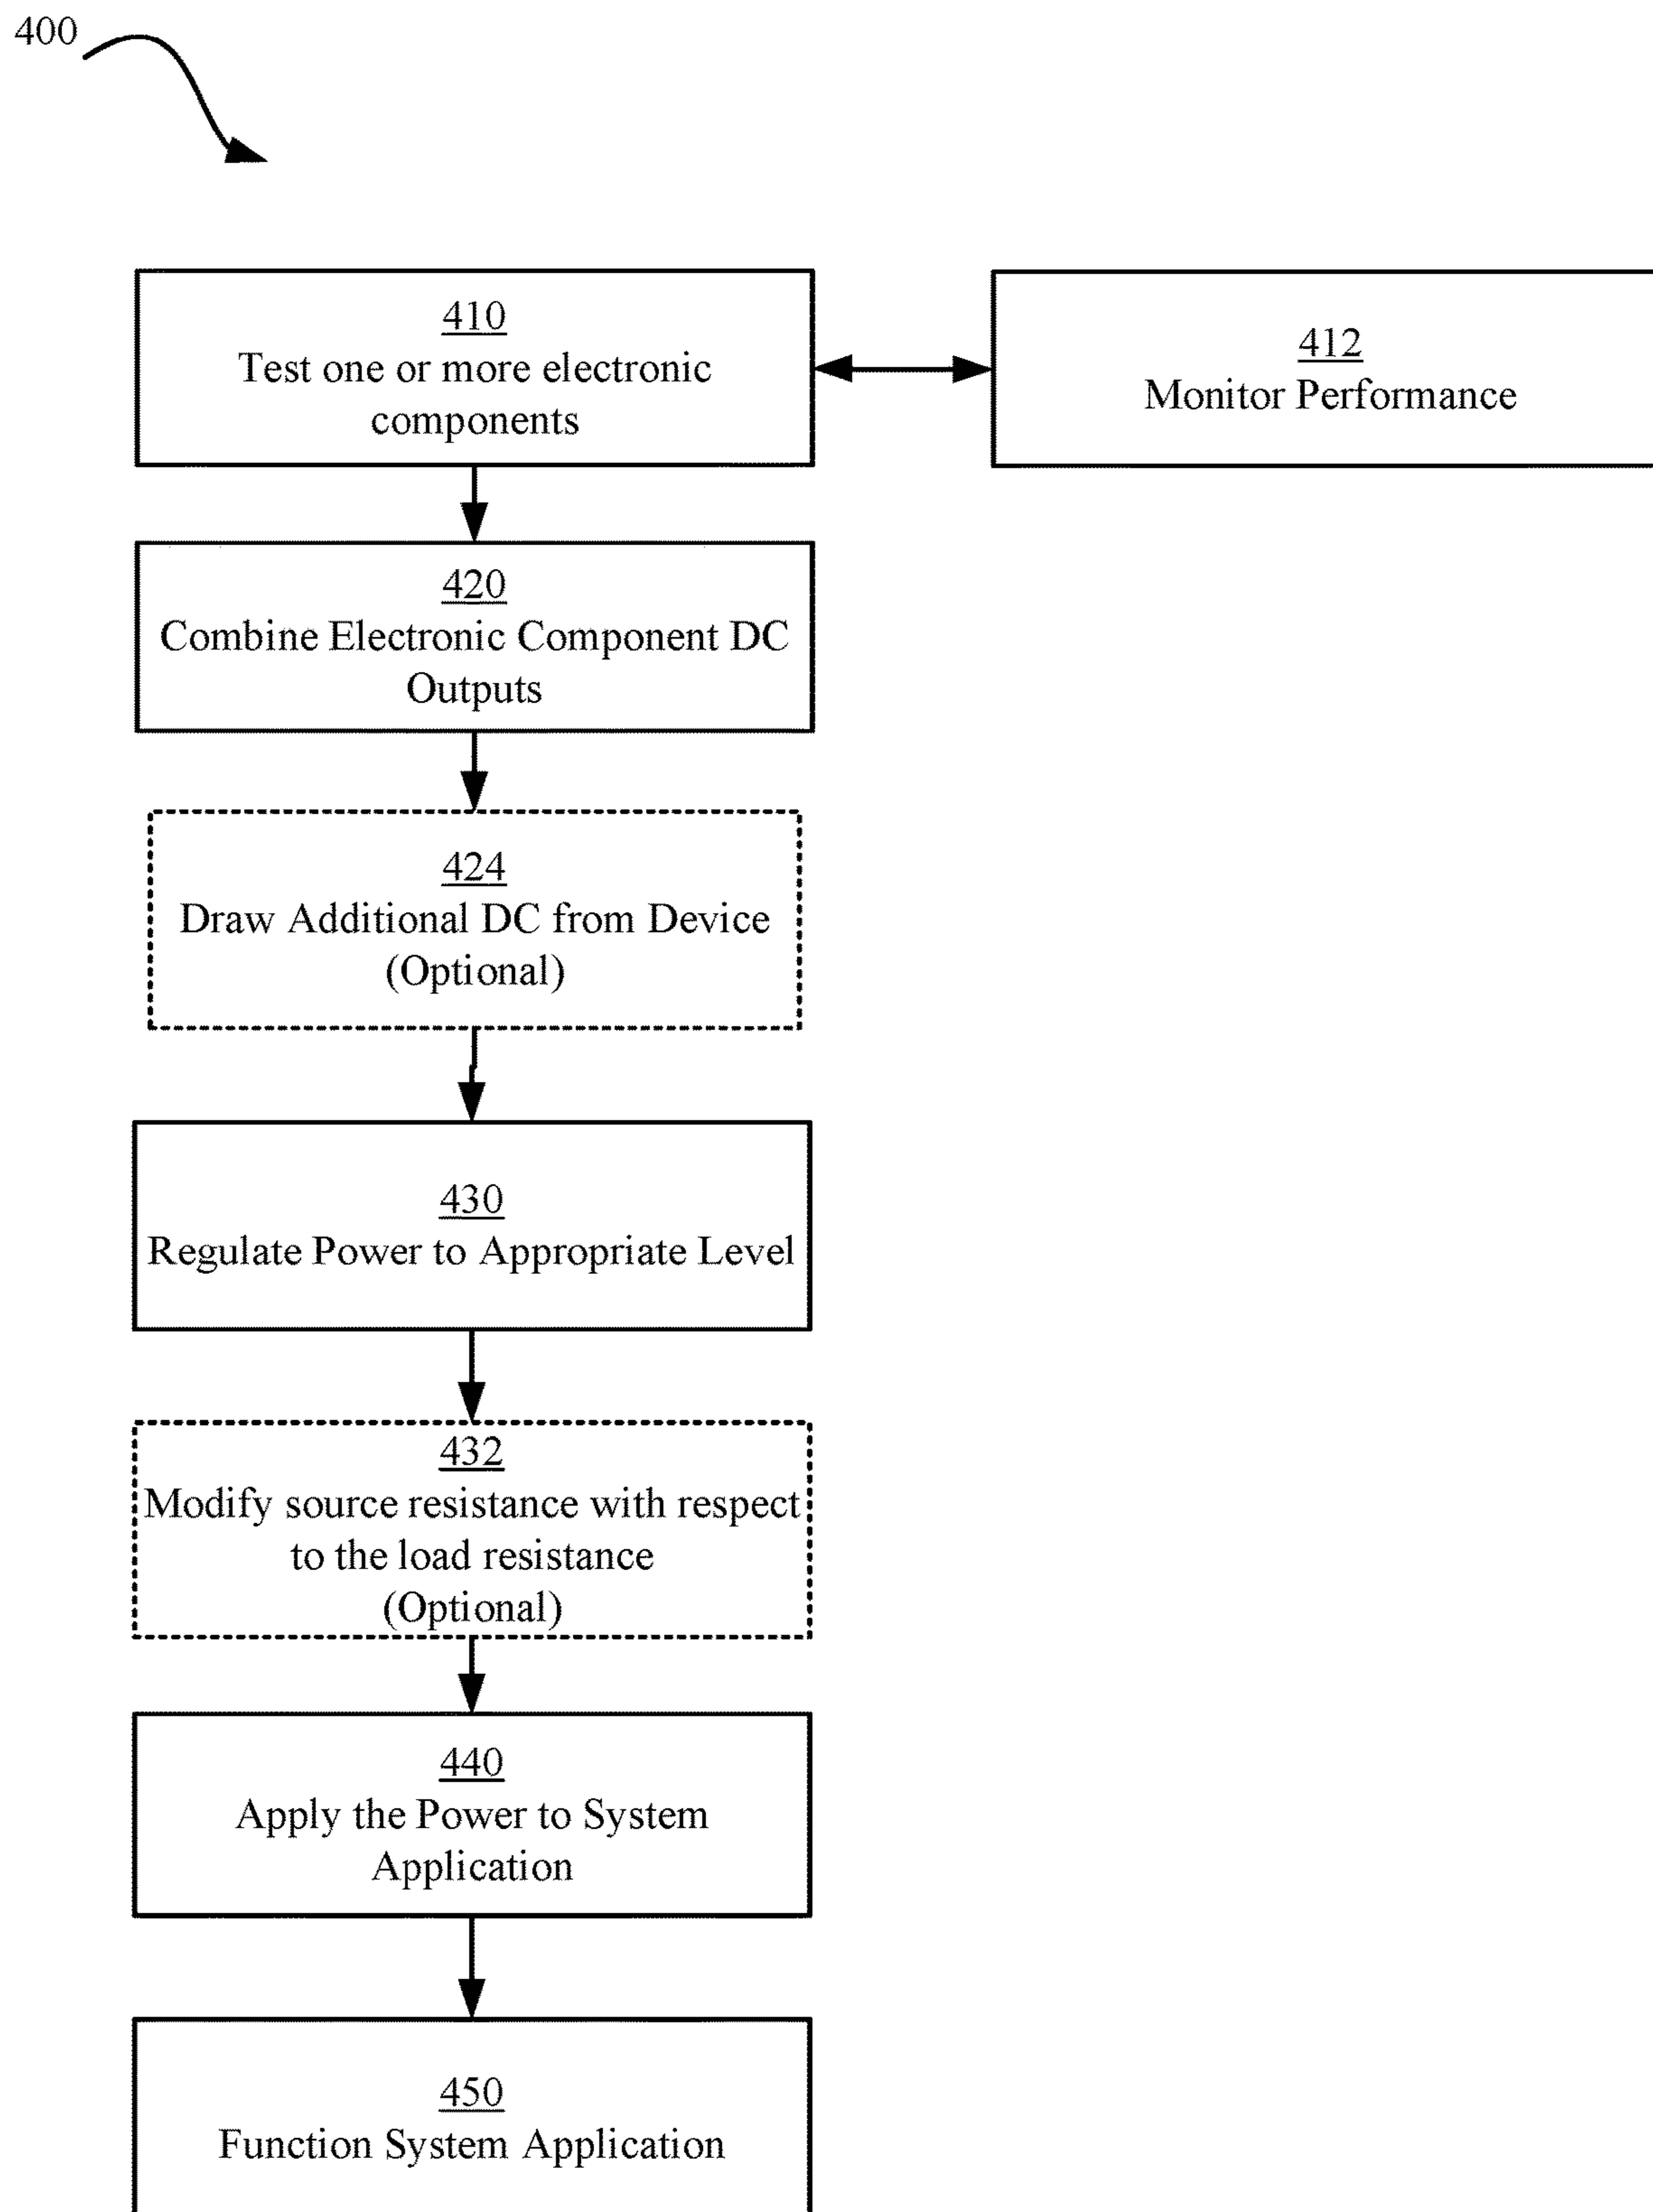 400
410
Test one or more electronic
components
412
Monitor Performance
420
Combine Electronic Component DC
Outputs
424
Draw Additional DC from Device
(Optional)
430
Regulate Power to Appropriate Level
432
Modify source resistance with respect
to the load resistance
(Optional)
440
Apply the Power to System
Application
450
Function System Application